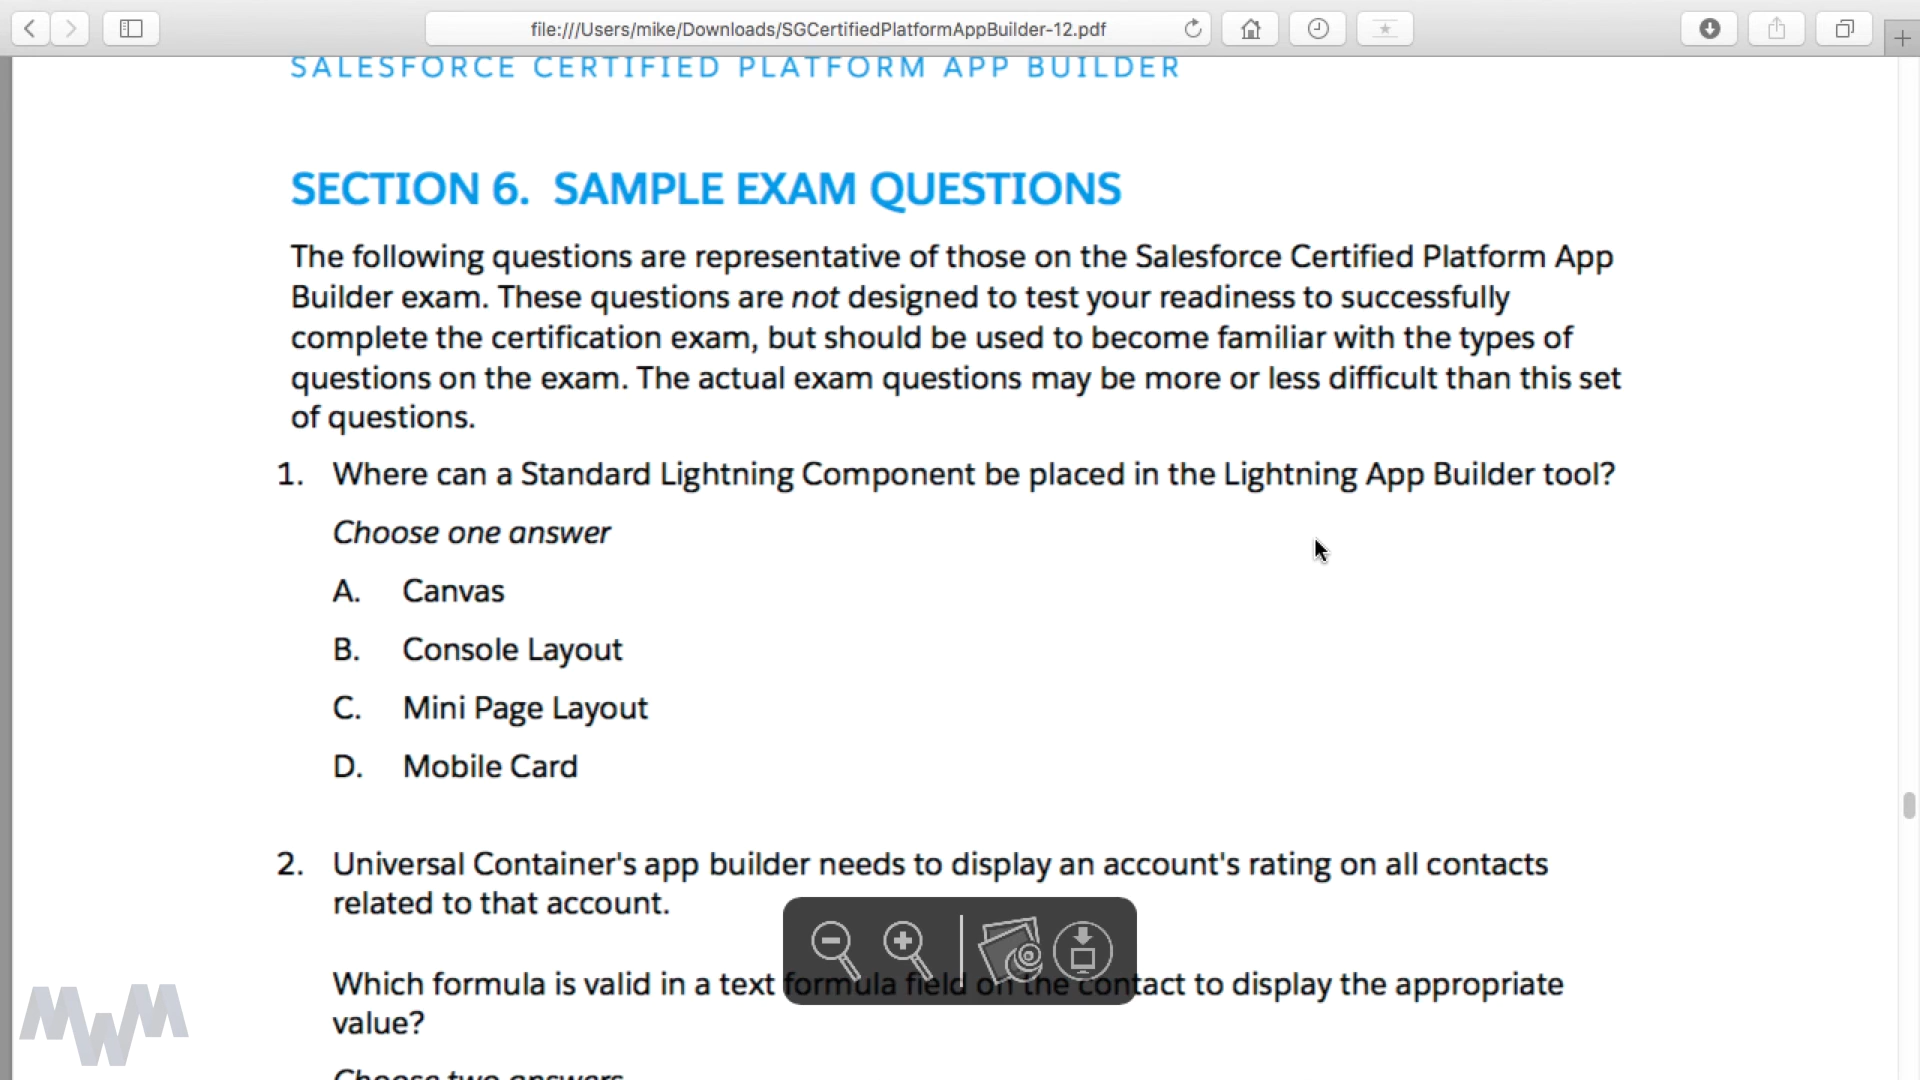 file:///Users/mike/Downloads/SGCertifiedPlatformAppBuilder-12.pdf
SALESFORCE CERTIFIED PLATFORM APP BUILDER
SECTION 6. SAMPLE EXAM QUESTIONS
The following questions are representative of those on the Salesforce Certified Platform App
Builder exam. These questions are not designed to test your readiness to successfully
complete the certification exam, but should be used to become familiar with the types of
questions on the exam. The actual exam questions may be more or less difficult than this set
of questions.
1. Where can a Standard Lightning Component be placed in the Lightning App Builder tool?
Choose one answer
A. Canvas
B. Console Layout
C. Mini Page Layout
D. Mobile Card
2. Universal Container's app builder needs to display an account's rating on all contacts
related to that account.
Which formula is valid in a text formula field on the contact to display the appropriate
value?
Choose two answers
MWM